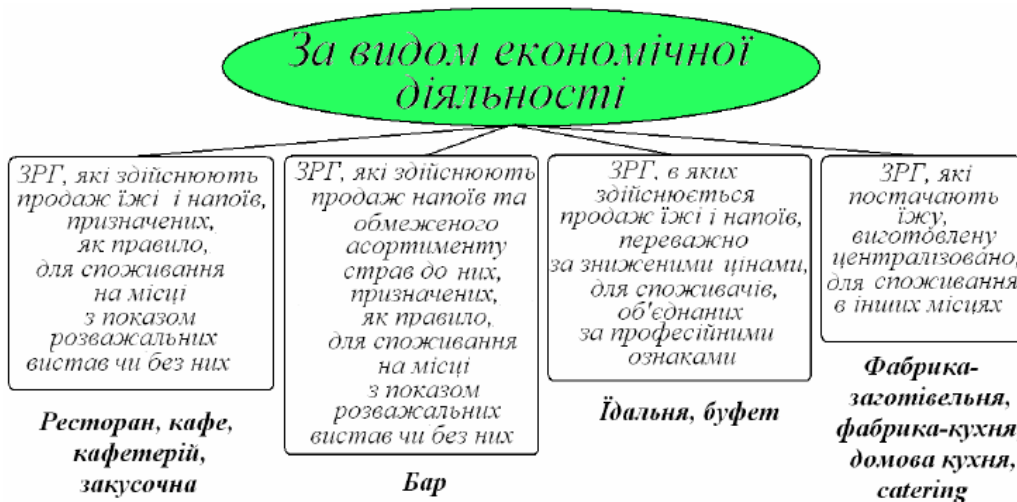 За видом економічної
діяльності
ЗРГ, які здійснюють
продаж їжі і напоїв,
призначених,
як правило,
для споживання
на місці
з показом
розважальних
вистав чи без них
Ресторан, кафе,
кафетерій,
закусочна
ЗРГ, які здійснюють
продаж напоїв та
обмеженого
асортименту
страв до них,
призначених,
як правило,
для споживання
на місці
з показом
розважальних
вистав чи без них
Бар
ЗРГ, в яких
здійснюється
продаж їжі і напоїв,
переважно
за зниженими цінами,
для споживачів,
об'єднаних
за професійними
ознаками
Їдальня, буфет
ЗРГ, які
постачають
їжу,
виготовлену
централізовано,
для споживання
в інших місцях
Фабрика-
заготівельня,
фабрика-кухня,
домова кухня,
catering